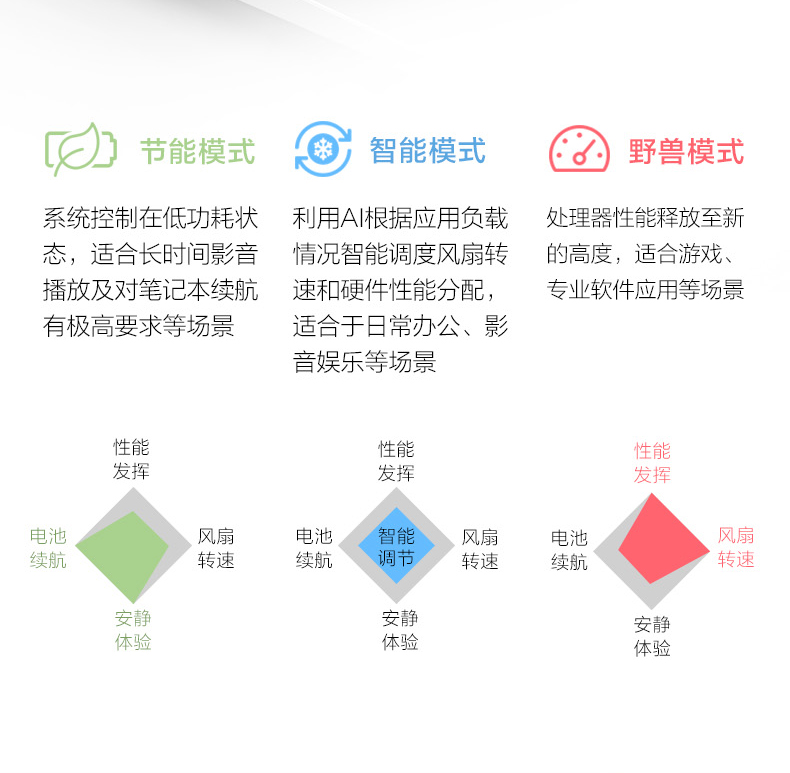 节能模式
系统控制在低功耗状
态，适合长时间影音
播放及对笔记本续航
有极高要求等场景
智能模式
利用AI根据应用负载
情况智能调度风扇转
速和硬件性能分配，
适合于日常办公、影
音娱乐等场景
野兽模式
处理器性能释放至新
的高度，适合游戏、
专业软件应用等场景
性能
发挥
电池
续航
风扇
转速
安静
体验
性能
发挥
电池
续航
智能
调节
风扇
转速
安静
体验
性能
发挥
电池
续航
风扇
转速
安静
体验